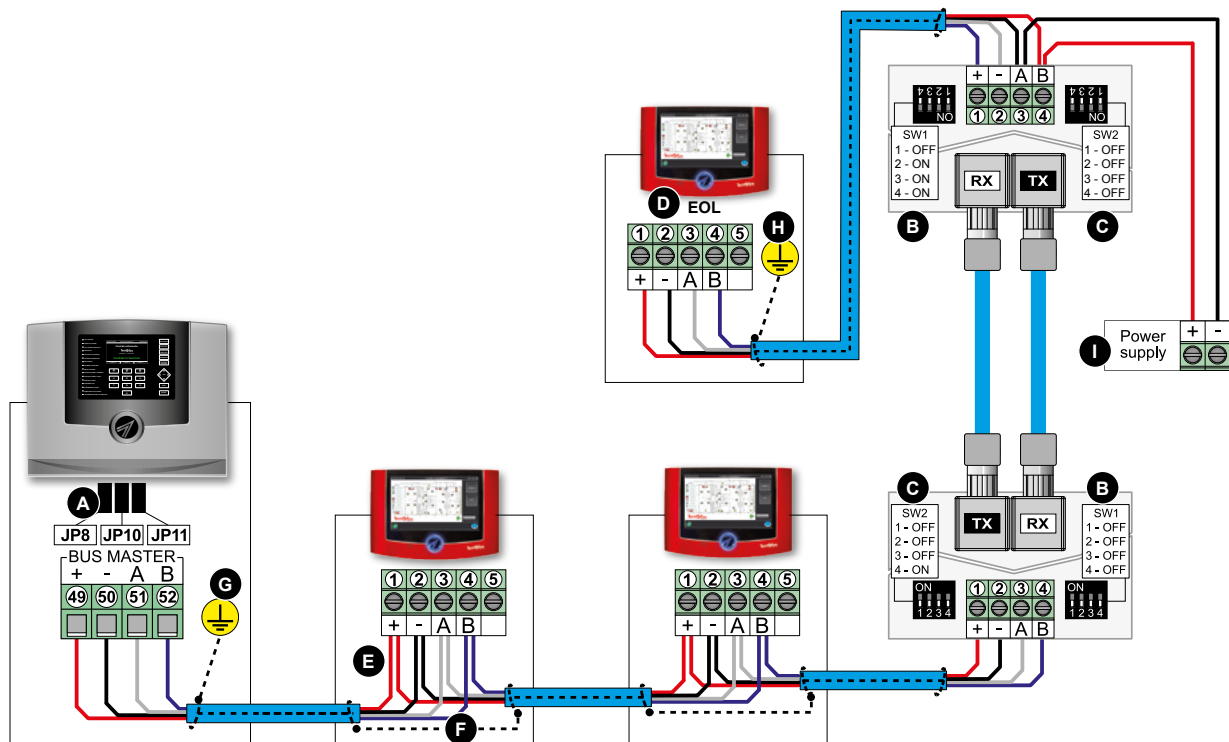 + - A B
4 3 2 1
NO
1 2 3 4
4 3 2 1
NO
SW1
1 - OFF
2 - ON
3 - ON
4 - ON
RX
TX
SW2
1 - OFF
2 - OFF
3 - OFF
4 - OFF
B
C
D
EOL
H
1 2 3 4 5
+ - A B
I
Power
supply
+ -
A
JP8
JP10
JP11
BUS MASTER
+ - A B
49 50 51 52
G
1 2 3 4 5
+ - A B
E
F
1 2 3 4 5
+ - A B
C
B
SW2
1 - OFF
2 - OFF
3 - OFF
4 - ON
TX
RX
SW1
1 - OFF
2 - OFF
3 - OFF
4 - OFF
ON
1 2 3 4
1 2 3 4
ON
1 2 3 4
+ - A B